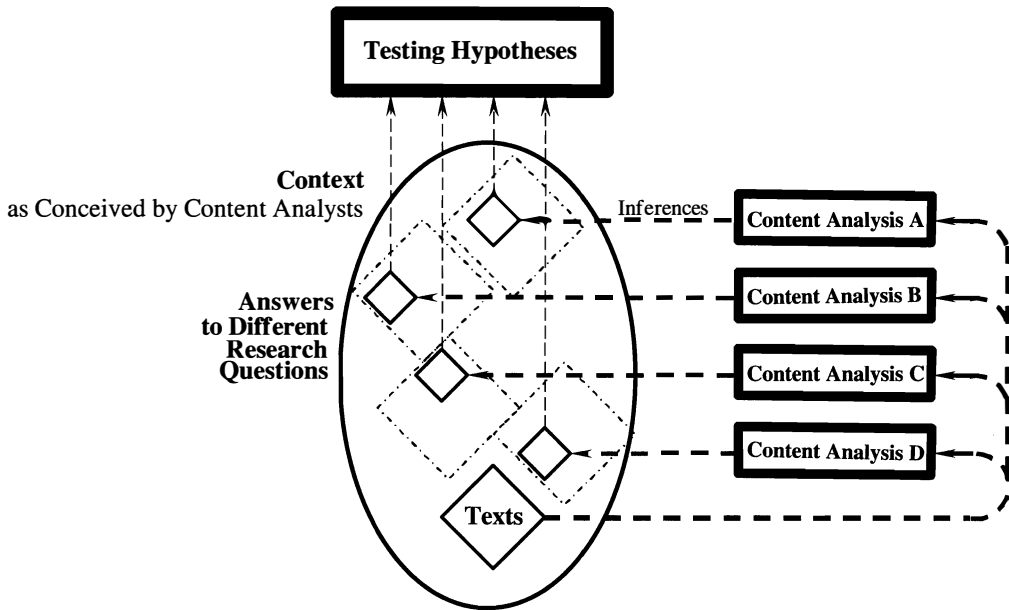 Testing Hypotheses
Context
as Conceived by Content Analysts
Inferences
Content Analysis A
Content Analysis B
Answers
to Different
Research
Questions
Content Analysis C
Content Analysis D
Texts